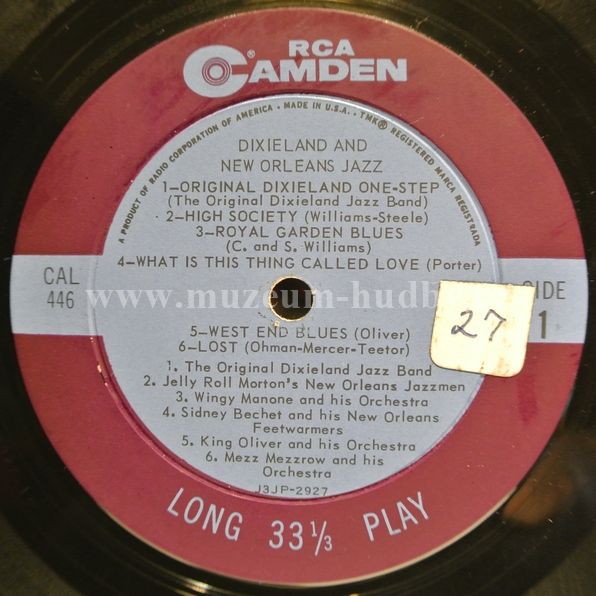 RCA
CAMDEN
A PRODUCT OF RADIO CORPORATION OF AMERICA • MADE IN U.S.A., TMK® REGISTERED MARCA REGISTRADA
DIXIELAND AND
NEW ORLEANS JAZZ
1—ORIGINAL DIXIELAND ONE-STEP
(The Original Dixieland Jazz Band)
2—HIGH SOCIETY (Williams-Steele)
3—ROYAL GARDEN BLUES
(C. and S. Williams)
4—WHAT IS THIS THING CALLED LOVE (Porter)
CAL
446
SIDE
1
www.muzeum-hudb
27
5—WEST END BLUES (Oliver)
6—LOST (Ohman-Mercer-Teetor)
1. The Original Dixieland Jazz Band
2. Jelly Roll Morton's New Orleans Jazzmen
3. Wingy Manone and his Orchestra
4. Sidney Bechet and his New Orleans
Feetwarmers
5. King Oliver and his Orchestra
6. Mezz Mezzrow and his
Orchestra
J3JP-2927
LONG 33 1/3 PLAY